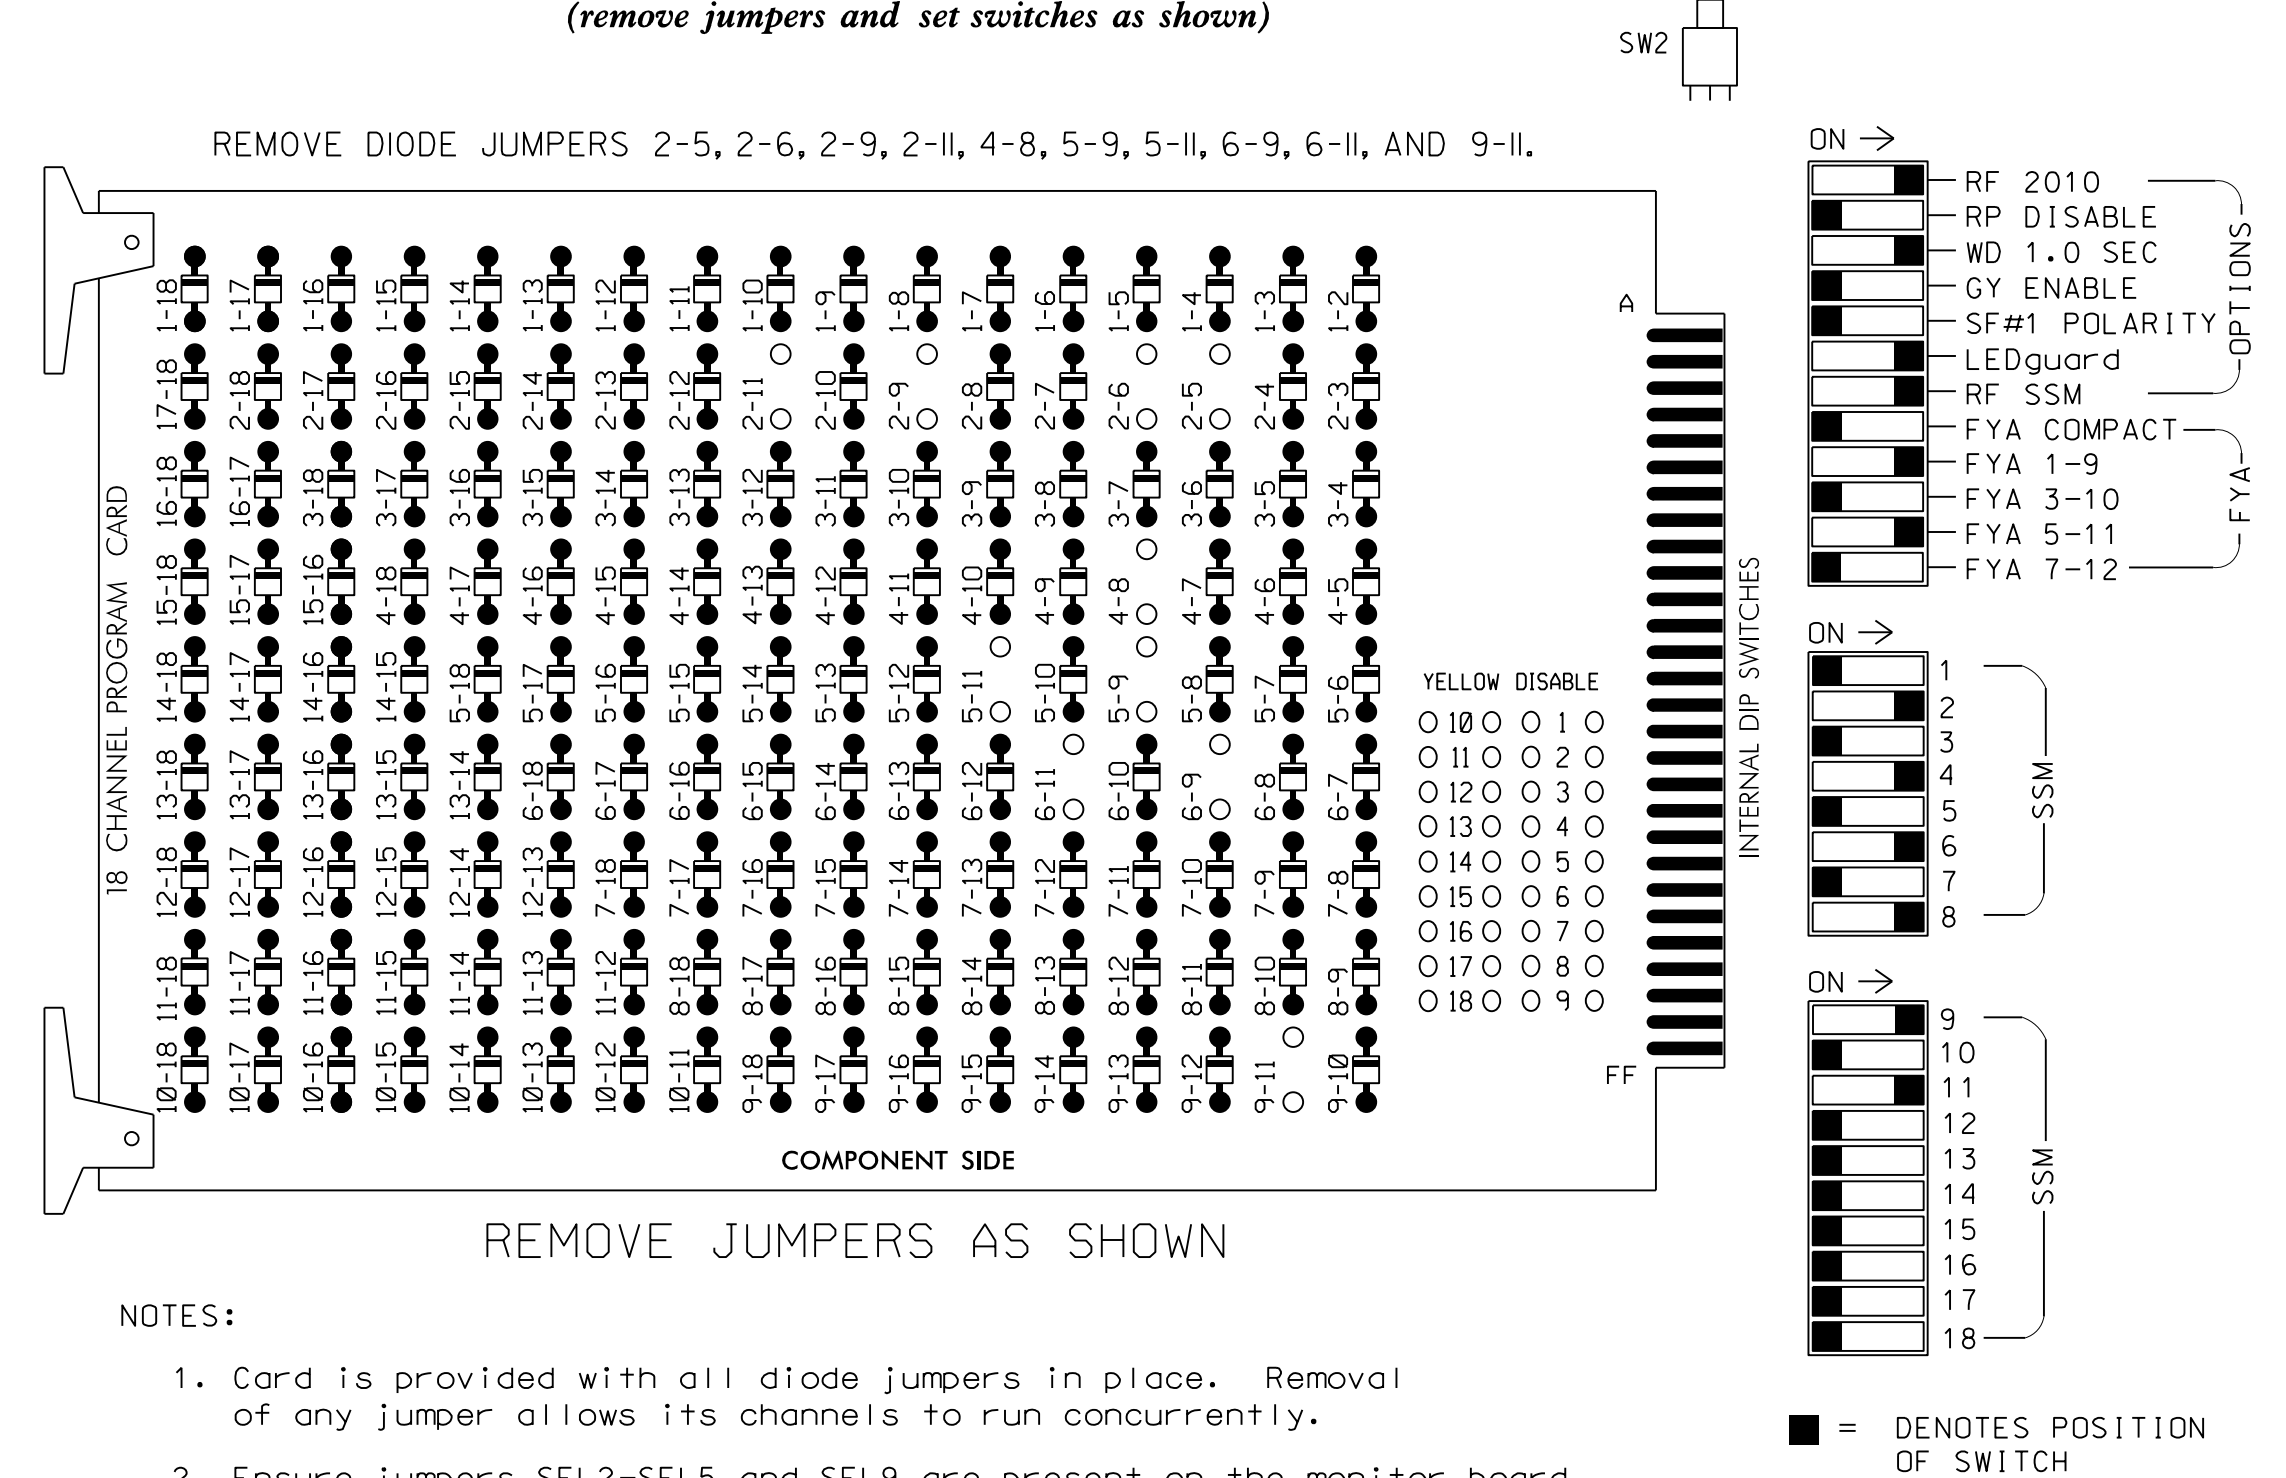 (remove jumpers and set switches as shown)
SW2
REMOVE DIODE JUMPERS 2-5, 2-6, 2-9, 2-11, 4-8, 5-9, 5-11, 6-9, 6-11, AND 9-11.
18 CHANNEL PROGRAM CARD
1-18 1-17 1-16 1-15 1-14 1-13 1-12 1-11 1-10 1-9 1-8 1-7 1-6 1-5 1-4 1-3 1-2
17-18 2-18 2-17 2-16 2-15 2-14 2-13 2-12 2-11 2-10 2-9 2-8 2-7 2-6 2-5 2-4 2-3
16-18 16-17 3-18 3-17 3-16 3-15 3-14 3-13 3-12 3-11 3-10 3-9 3-8 3-7 3-6 3-5 3-4
15-18 15-17 15-16 4-18 4-17 4-16 4-15 4-14 4-13 4-12 4-11 4-10 4-9 4-8 4-7 4-6 4-5
14-18 14-17 14-16 14-15 5-18 5-17 5-16 5-15 5-14 5-13 5-12 5-11 5-10 5-9 5-8 5-7 5-6
13-18 13-17 13-16 13-15 13-14 6-18 6-17 6-16 6-15 6-14 6-13 6-12 6-11 6-10 6-9 6-8 6-7
12-18 12-17 12-16 12-15 12-14 12-13 7-18 7-17 7-16 7-15 7-14 7-13 7-12 7-11 7-10 7-9 7-8
11-18 11-17 11-16 11-15 11-14 11-13 11-12 8-18 8-17 8-16 8-15 8-14 8-13 8-12 8-11 8-10 8-9
10-18 10-17 10-16 10-15 10-14 10-13 10-12 10-11 9-18 9-17 9-16 9-15 9-14 9-13 9-12 9-11 9-10
COMPONENT SIDE
YELLOW DISABLE
10 1
11 2
12 3
13 4
14 5
15 6
16 7
17 8
18 9
A
FF
INTERNAL DIP SWITCHES
ON
RF 2010
RP DISABLE
WD 1.0 SEC
GY ENABLE
SF#1 POLARITY
LEDguard
RF SSM
OPTIONS
FYA COMPACT
FYA 1-9
FYA 3-10
FYA 5-11
FYA 7-12
FYA
ON
1
2
3
4
5
6
7
8
SSM
ON
9
10
11
12
13
14
15
16
17
18
SSM
REMOVE JUMPERS AS SHOWN
NOTES:
1. Card is provided with all diode jumpers in place. Removal
of any jumper allows its channels to run concurrently.
2. Ensure jumpers SEL2-SEL5 and SEL9 are present on the monitor board
= DENOTES POSITION
OF SWITCH